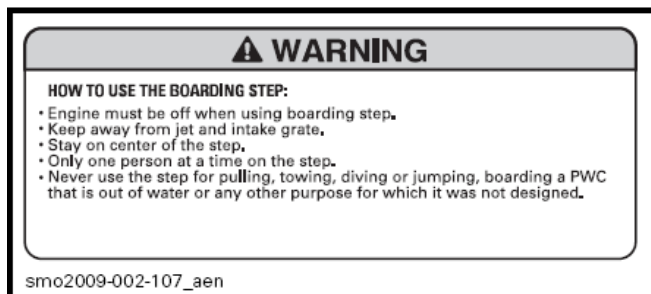 ⚠ WARNING
HOW TO USE THE BOARDING STEP:
• Engine must be off when using boarding step.
• Keep away from jet and intake grate.
• Stay on center of the step.
• Only one person at a time on the step.
• Never use the step for pulling, towing, diving or jumping, boarding a PWC
that is out of water or any other purpose for which it was not designed.
smo2009-002-107_aen